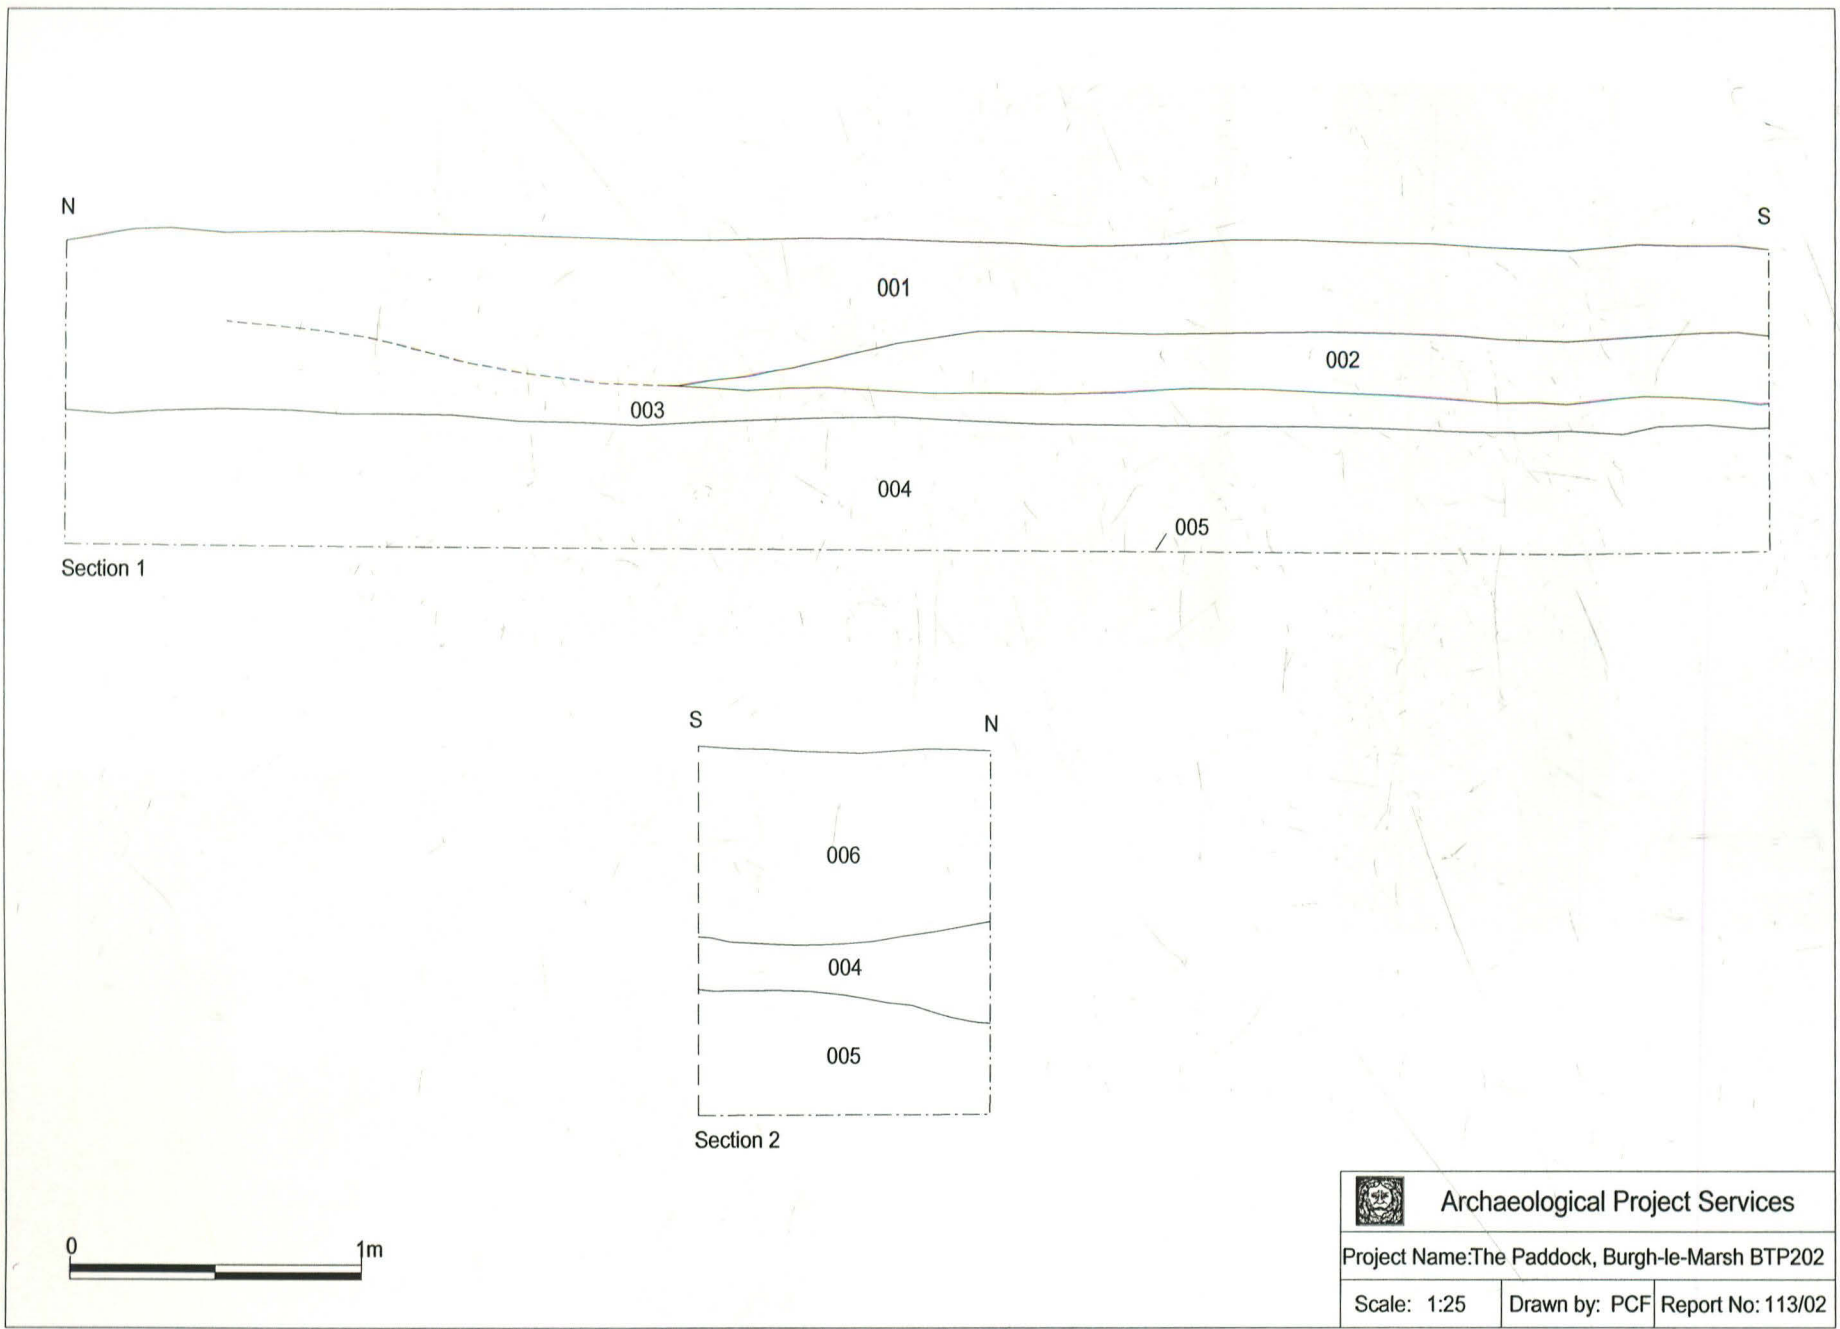 N
S
001
002
003
004
005
Section 1
S
N
006
004
005
Section 2
0
1m
Archaeological Project Services
Project Name:The Paddock, Burgh-le-Marsh BTP202
Scale: 1:25
Drawn by: PCF
Report No: 113/02